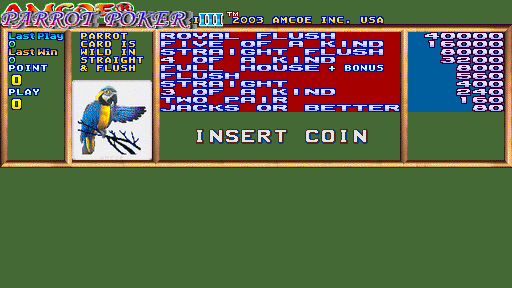 AMCOE®
PARROT POKER III™ 2003 AMCOE INC. USA
Last Play
0
Last Win
0
POINT
0
PLAY
0
PARROT
CARD IS
WILD IN
STRAIGHT
& FLUSH
ROYAL FLUSH 40000
FIVE OF A KIND 16000
STRAIGHT FLUSH 8000
4 OF A KIND 3200
FULL HOUSE + BONUS 800
FLUSH 560
STRAIGHT 400
3 OF A KIND 240
TWO PAIR 160
JACKS OR BETTER 80
INSERT COIN